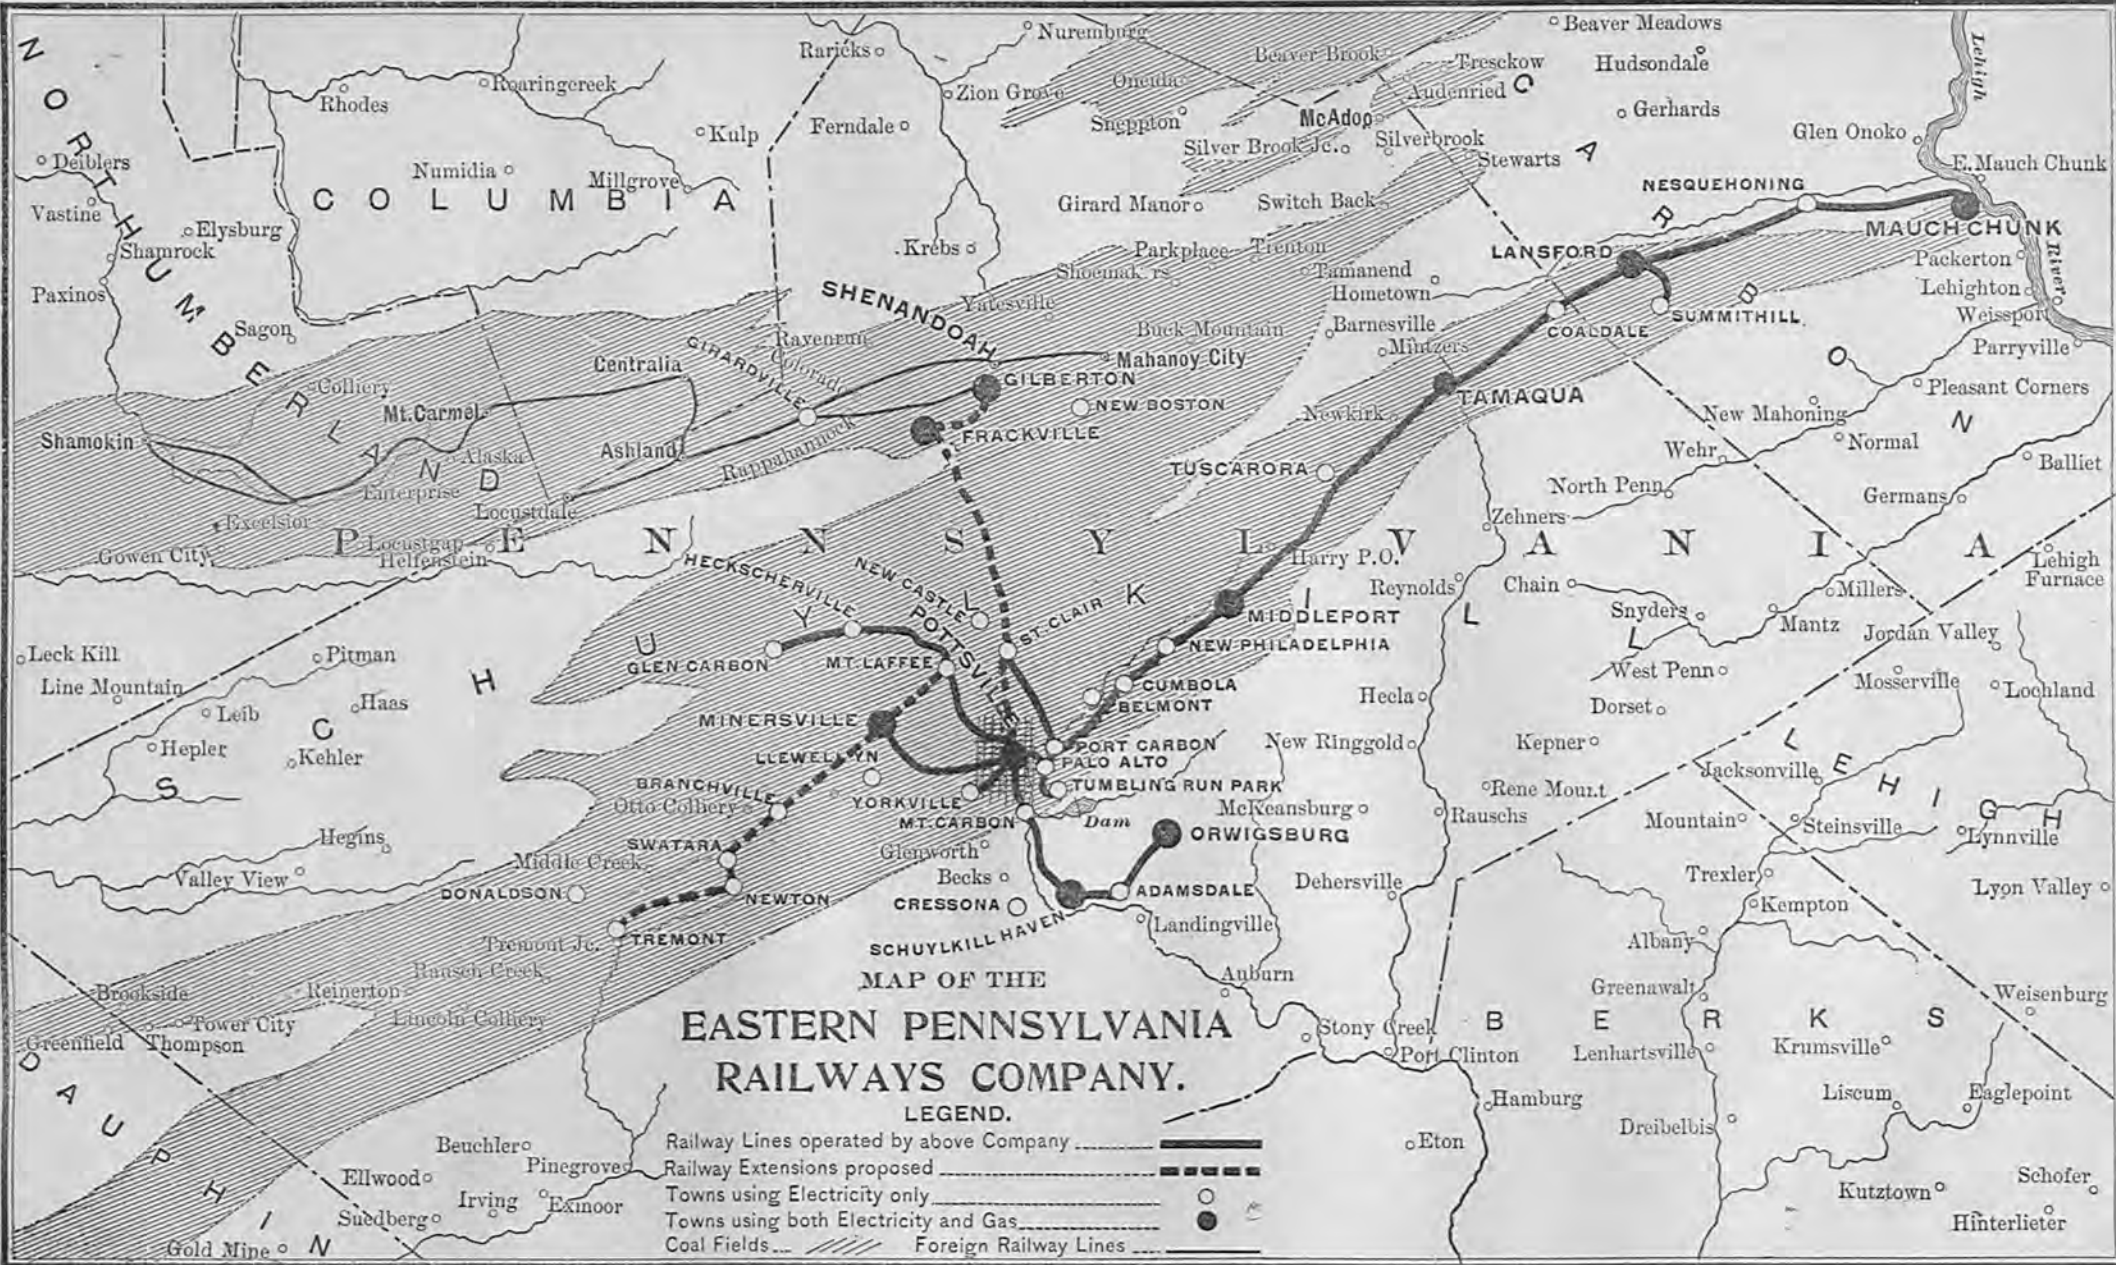 Beaver Meadows
Nuremburg
Raricks
Beaver Brook
Tresckow
Hudsondale
Lehigh
NORTHUMBERLAND
Roaringcreek
Rhodes
Oneida
Zion Grove
Audenried
CARBON
Gerhards
Kulp
Ferndale
Sneppton
McAdoo
Silver Brook Jc.
Silverbrook
Stewarts
Glen Onoko
E. Mauch Chunk
Deiblers
Numidia
Millgrove
NESQUEHONING
Vastine
COLUMBIA
Girard Manor
Switch Back
MAUCH CHUNK
Elysburg
Shamrock
Krebs
Parkplace
Trenton
LANSFORD
Packerton
River
Shoemak rs
Tamanend
Hometown
Lehighton
Paxinos
SHENANDOAH
Yatesville
SUMMITHILL
Weissport
Sagon
Ravenrun
Buck Mountain
Barnesville
COALDALE
Parryville
GIRARDVILLE
Colorado
Mahanoy City
Mintzers
Centralia
Colliery
GILBERTON
Pleasant Corners
Mt. Carmel
NEW BOSTON
Newkirk
TAMAQUA
New Mahoning
Shamokin
Alaska
Ashland
Rappahannock
FRACKVILLE
Wehr
Normal
Balliet
TUSCARORA
Enterprise
Locustdale
North Penn
Germans
Excelsior
Zehners
PENNSYLVANIA
Gowen City
Locustgap
Helfenstein
HECKSCHERVILLE
NEW CASTLE
Harry P.O.
Lehigh
Furnace
Reynolds
Chain
Millers
Snyders
Mantz
Jordan Valley
POTTSVILLE
ST. CLAIR
MIDDLEPORT
SCHUYLKILL
Leck Kill
Pitman
GLEN CARBON
MT. LAFFEE
NEW PHILADELPHIA
West Penn
Line Mountain
CUMBOLA
Hecla
Mosserville
Lochland
Leib
Haas
BELMONT
Dorset
Hepler
Kehler
MINERSVILLE
PORT CARBON
New Ringgold
Kepner
LEHIGH
LLEWELLYN
PALO ALTO
Jacksonville
BRANCHVILLE
Otto Colliery
YORKVILLE
TUMBLING RUN PARK
Rene Mount
MT. CARBON
Dam
McKeansburg
Rauschs
Mountain
Steinsville
Lynnville
Hegins
SWATARA
Glenworth
ORWIGSBURG
Middle Creek
Valley View
Becks
Dehersville
Trexler
Lyon Valley
DONALDSON
NEWTON
CRESSONA
ADAMSDALE
Kempton
Landingville
SCHUYLKILL HAVEN
Tremont Jc.
TREMONT
Albany
Rausch Creek
MAP OF THE
Auburn
Brookside
Reinerton
Greenawalt
Weisenburg
EASTERN PENNSYLVANIA
Tower City
Lincoln Colliery
Stony Creek
BERKS
Greenfield
Thompson
Port Clinton
Lenhartsville
Krumsville
DAUPHIN
RAILWAYS COMPANY.
Hamburg
Liscum
Eaglepoint
LEGEND.
Dreibelbis
Railway Lines operated by above Company
Eton
Beuchler
Railway Extensions proposed
Pinegrove
Ellwood
Schofer
Towns using Electricity only
Irving
Exmoor
Kutztown
Suedberg
Towns using both Electricity and Gas
Hinterlieter
Coal Fields
Foreign Railway Lines
Gold Mine